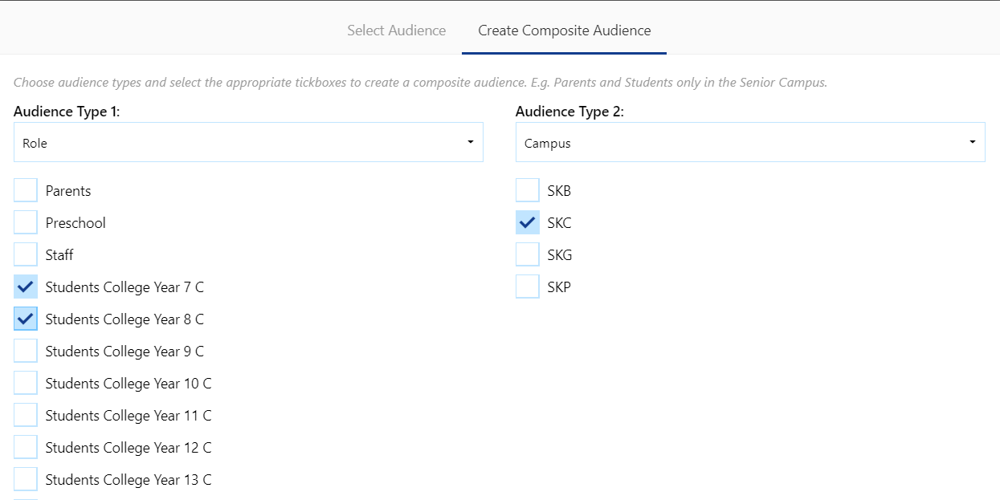 Select Audience
Create Composite Audience
Choose audience types and select the appropriate tickboxes to create a composite audience. E.g. Parents and Students only in the Senior Campus.
Audience Type 1:
Role
Parents
Preschool
Staff
Students College Year 7 C
Students College Year 8 C
Students College Year 9 C
Students College Year 10 C
Students College Year 11 C
Students College Year 12 C
Students College Year 13 C
Audience Type 2:
Campus
SKB
SKC
SKG
SKP